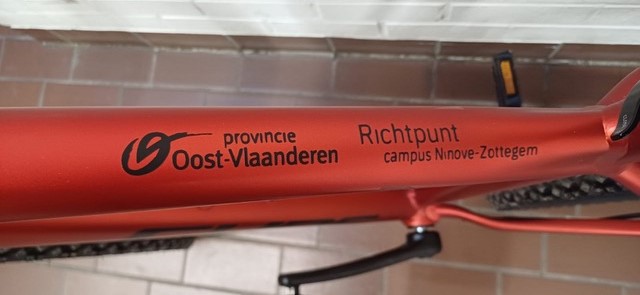 provincie
Oost-Vlaanderen
Richtpunt
campus Ninove-Zottegem